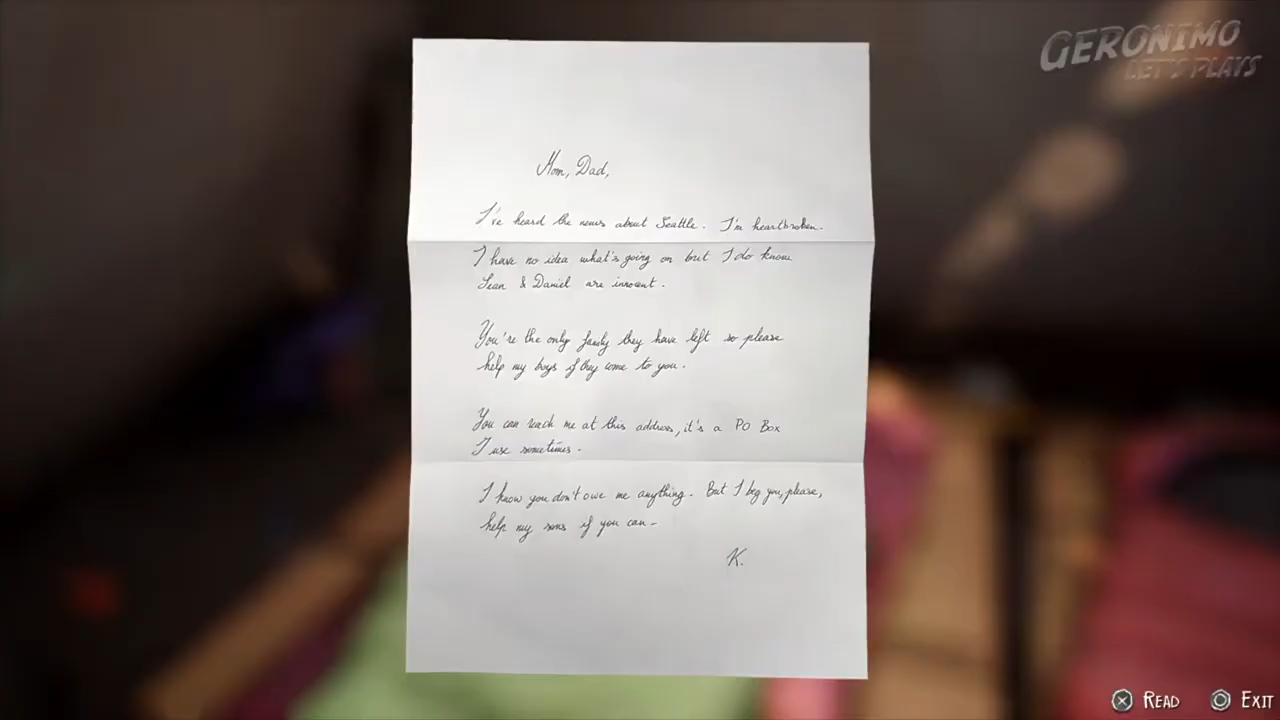 GERONIMO
LET'S PLAYS
Mom, Dad,
I've heard the news about Seattle. I'm heartbroken.
I have no idea what's going on but I do know
Sean & Daniel are innocent.
You're the only family they have left so please
help my boys if they come to you.
You can reach me at this address, it's a PO Box
I use sometimes.
I know you don't owe me anything. But I beg you, please,
help my sons if you can-
K.
READ EXIT